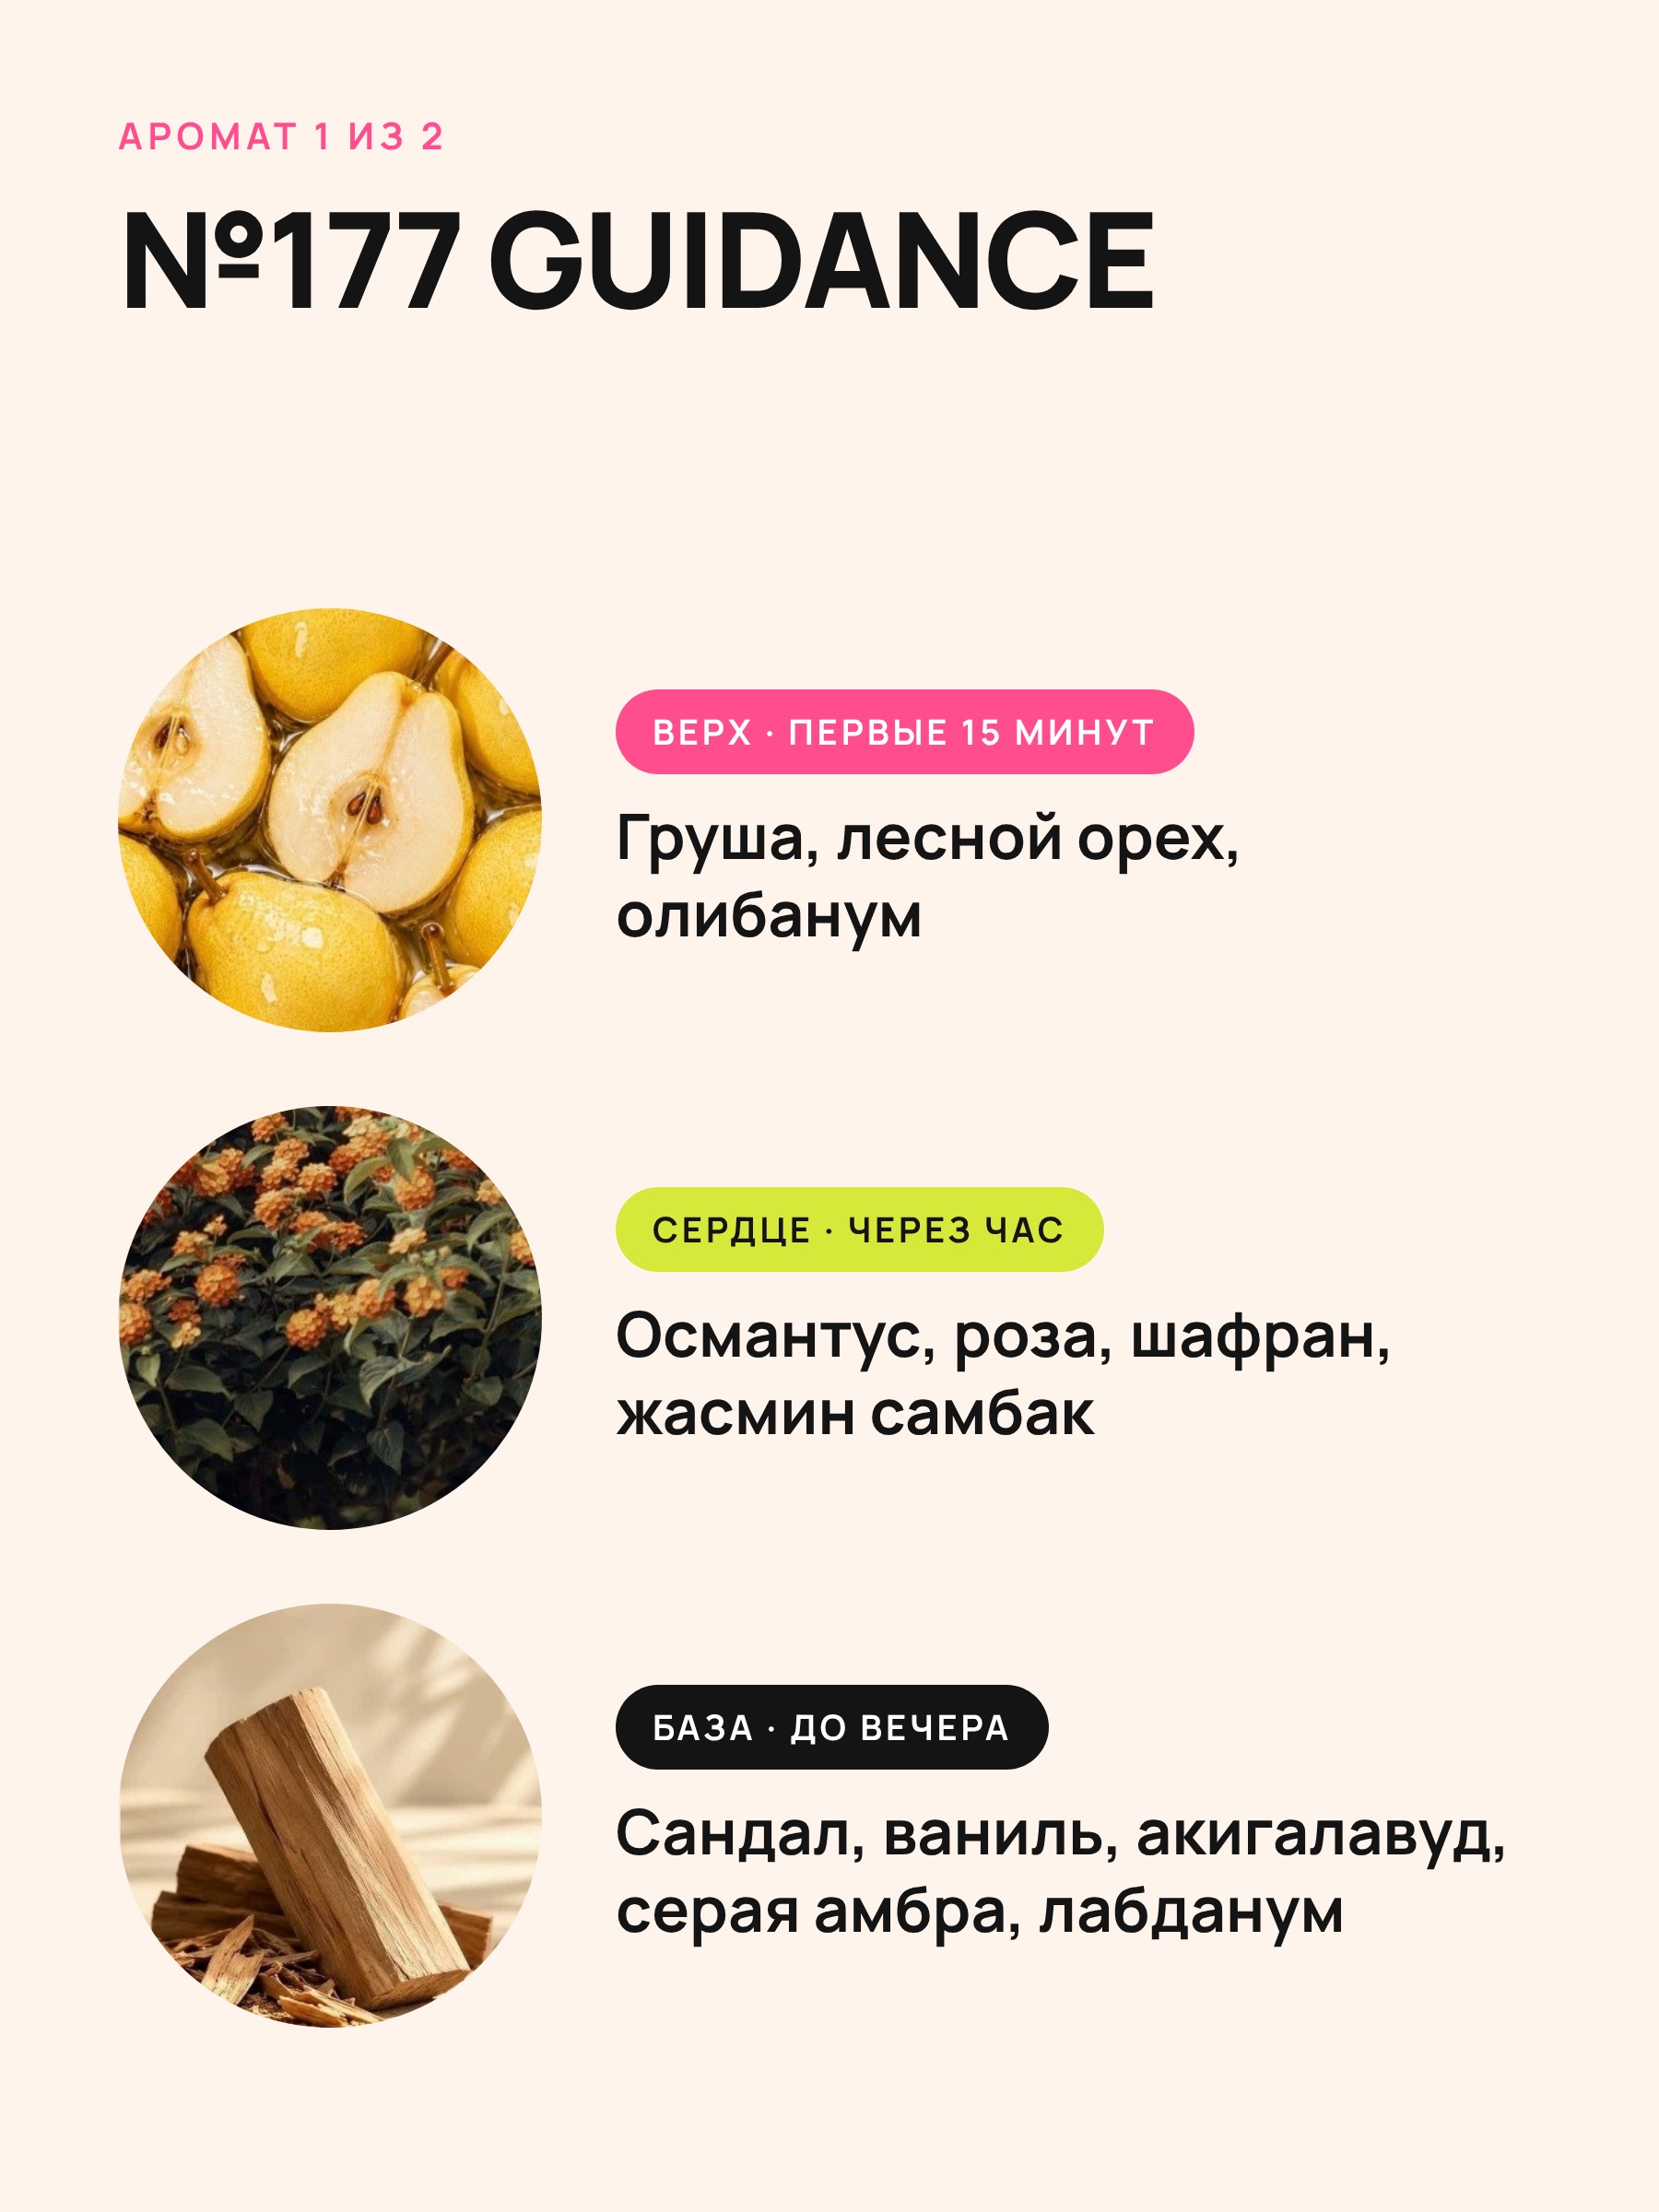 АРОМАТ 1 ИЗ 2
№177 GUIDANCE
ВЕРХ · ПЕРВЫЕ 15 МИНУТ
Груша, лесной орех,
олибанум
СЕРДЦЕ · ЧЕРЕЗ ЧАС
Османтус, роза, шафран,
жасмин самбак
БАЗА · ДО ВЕЧЕРА
Сандал, ваниль, акигалавуд,
серая амбра, лабданум